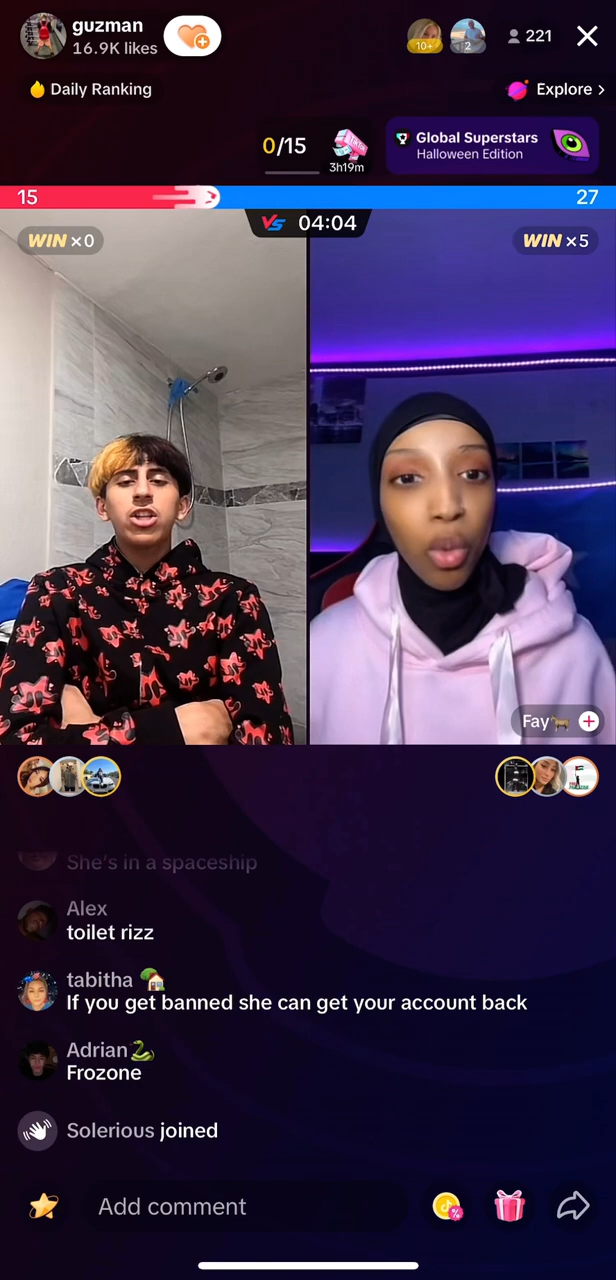 guzman
16.9K likes
10+
2
221
Daily Ranking
Explore >
0/15
3h19m
Global Superstars
Halloween Edition
15
27
VS 04:04
WIN ×0
WIN ×5
Fay🐆
She's in a spaceship
Alex
toilet rizz
tabitha 🏡
If you get banned she can get your account back
Adrian🐍
Frozone
Solerious joined
Add comment